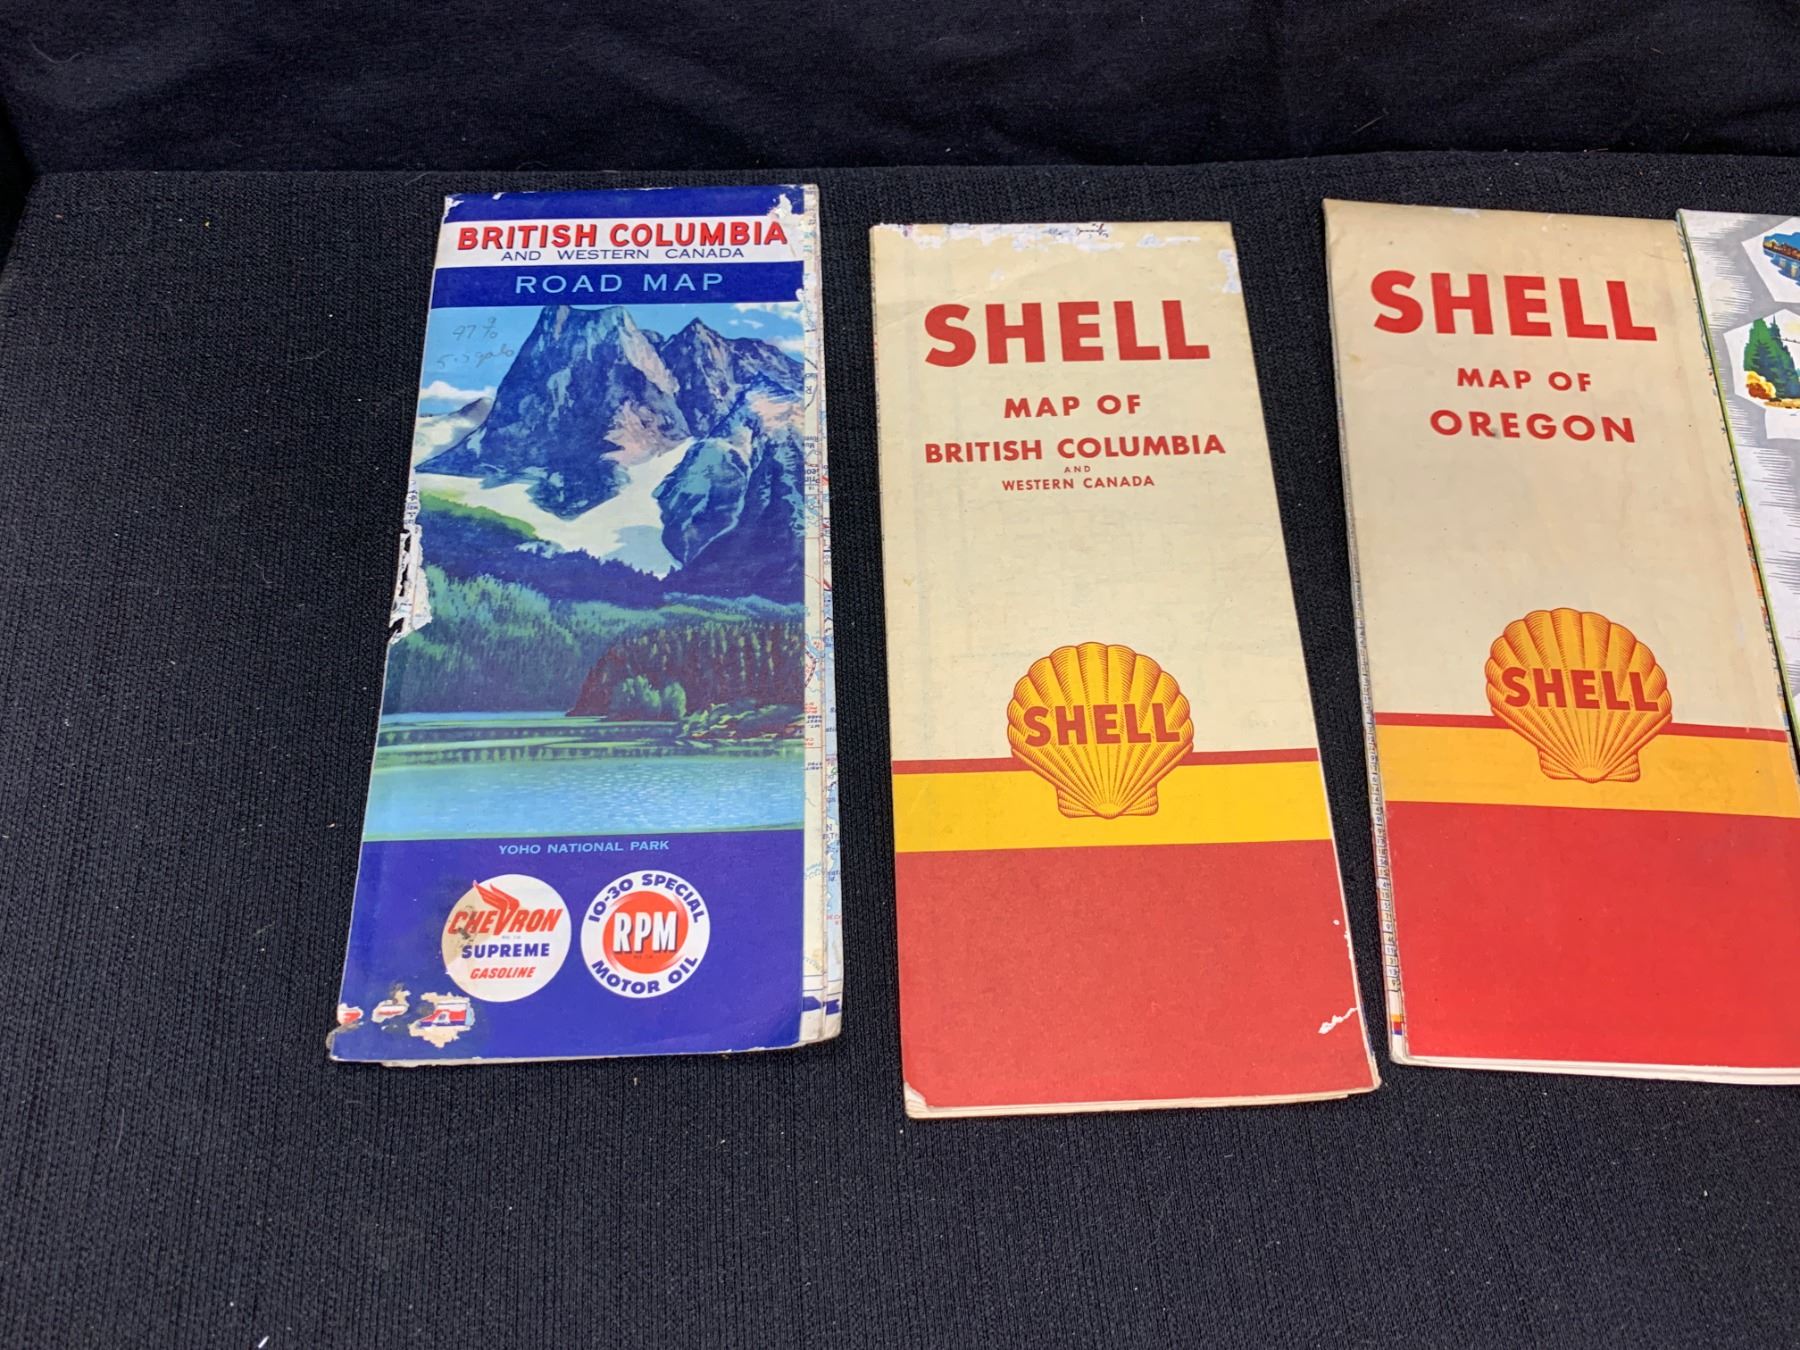 BRITISH COLUMBIA
AND WESTERN CANADA
ROAD MAP
YOHO NATIONAL PARK
CHEVRON
SUPREME
GASOLINE
10-30 SPECIAL
RPM
MOTOR OIL
SHELL
MAP OF
BRITISH COLUMBIA
AND
WESTERN CANADA
SHELL
SHELL
MAP OF
OREGON
SHELL